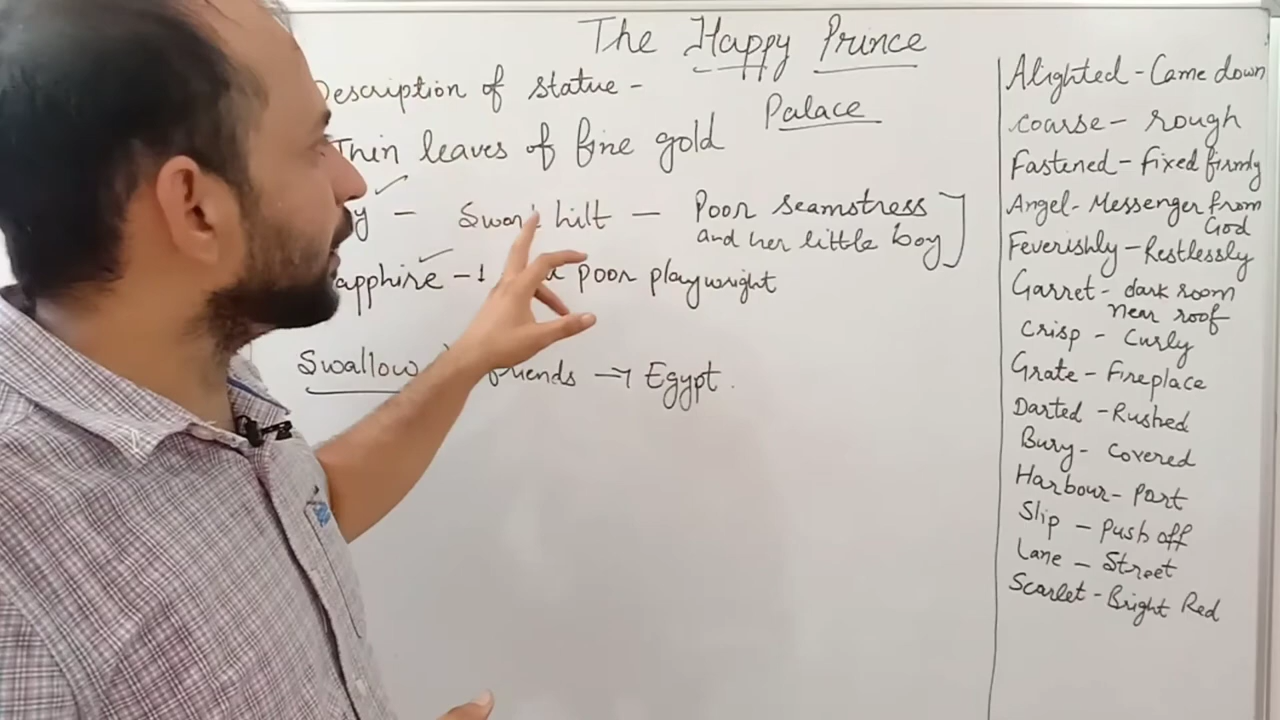 The Happy Prince
Description of statue -
Palace
Thin leaves of fine gold
- Sword hilt - Poor seamstress
and her little boy
Sapphire - 1 poor playwright
Swallow friends → Egypt.
Alighted - Came down
Coarse - rough
Fastened - fixed firmly
Angel - Messenger from
God
Feverishly - Restlessly
Garret - dark room
near roof
Crisp - Curly
Grate - Fireplace
Darted - Rushed
Bury - Covered
Harbour - Port
Slip - Push off
Lane - Street
Scarlet - Bright Red